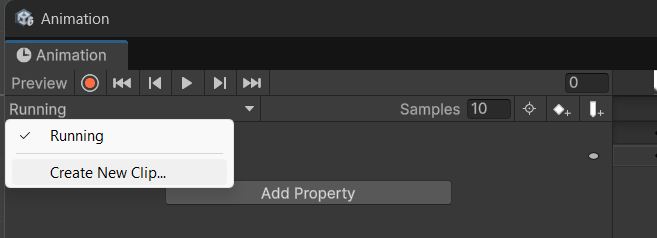 Animation
Animation
Preview 0
Running Samples 10
Running
Create New Clip...
Add Property